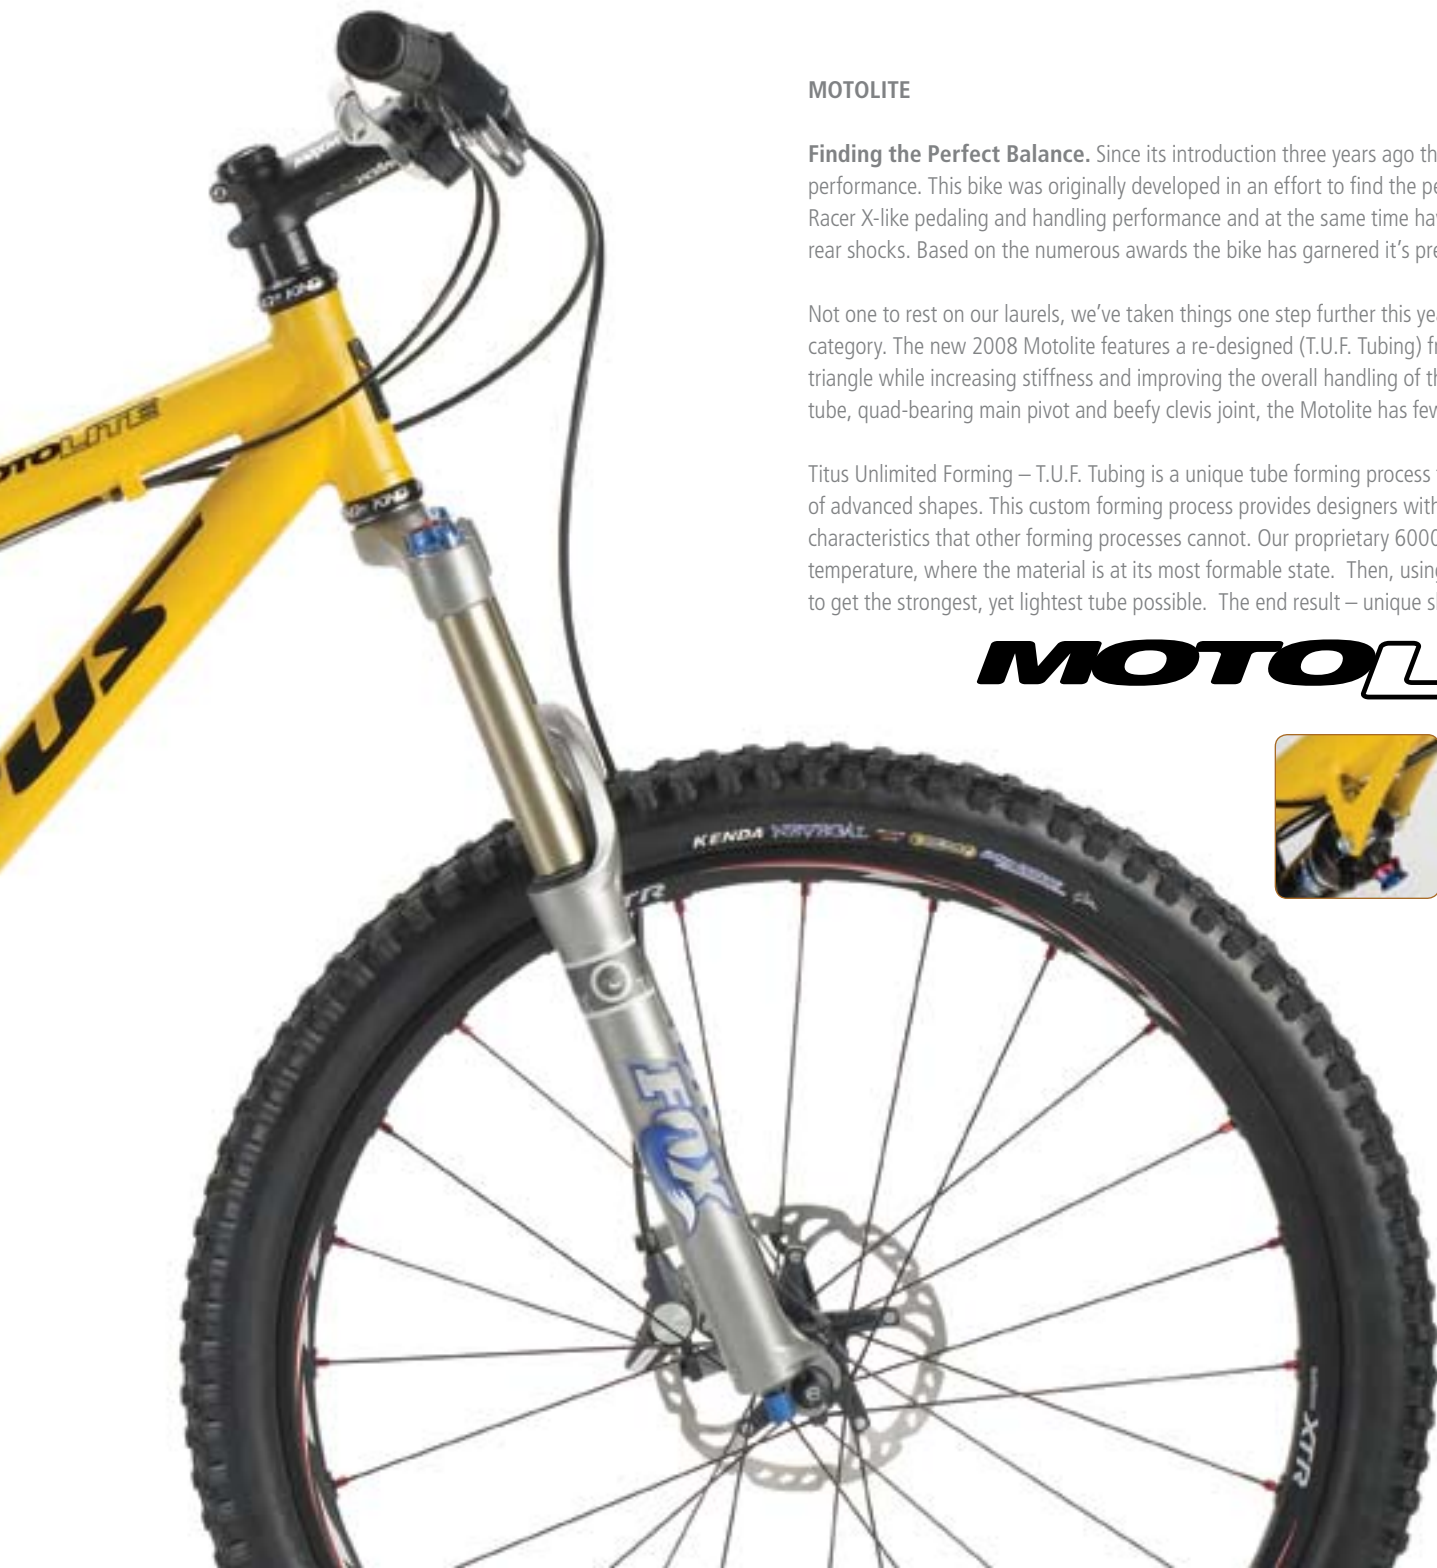 MOTOLITE
Finding the Perfect Balance. Since its introduction three years ago th
performance. This bike was originally developed in an effort to find the pe
Racer X-like pedaling and handling performance and at the same time hav
rear shocks. Based on the numerous awards the bike has garnered it’s pre
Not one to rest on our laurels, we’ve taken things one step further this yea
category. The new 2008 Motolite features a re-designed (T.U.F. Tubing) fr
triangle while increasing stiffness and improving the overall handling of th
tube, quad-bearing main pivot and beefy clevis joint, the Motolite has few
Titus Unlimited Forming – T.U.F. Tubing is a unique tube forming process
of advanced shapes. This custom forming process provides designers with
characteristics that other forming processes cannot. Our proprietary 6000
temperature, where the material is at its most formable state.  Then, using
to get the strongest, yet lightest tube possible.  The end result – unique s
MOTOL
OTOLITE
US
KING
KING
KENDA NEVEGAL
XTR
FOX
XTR